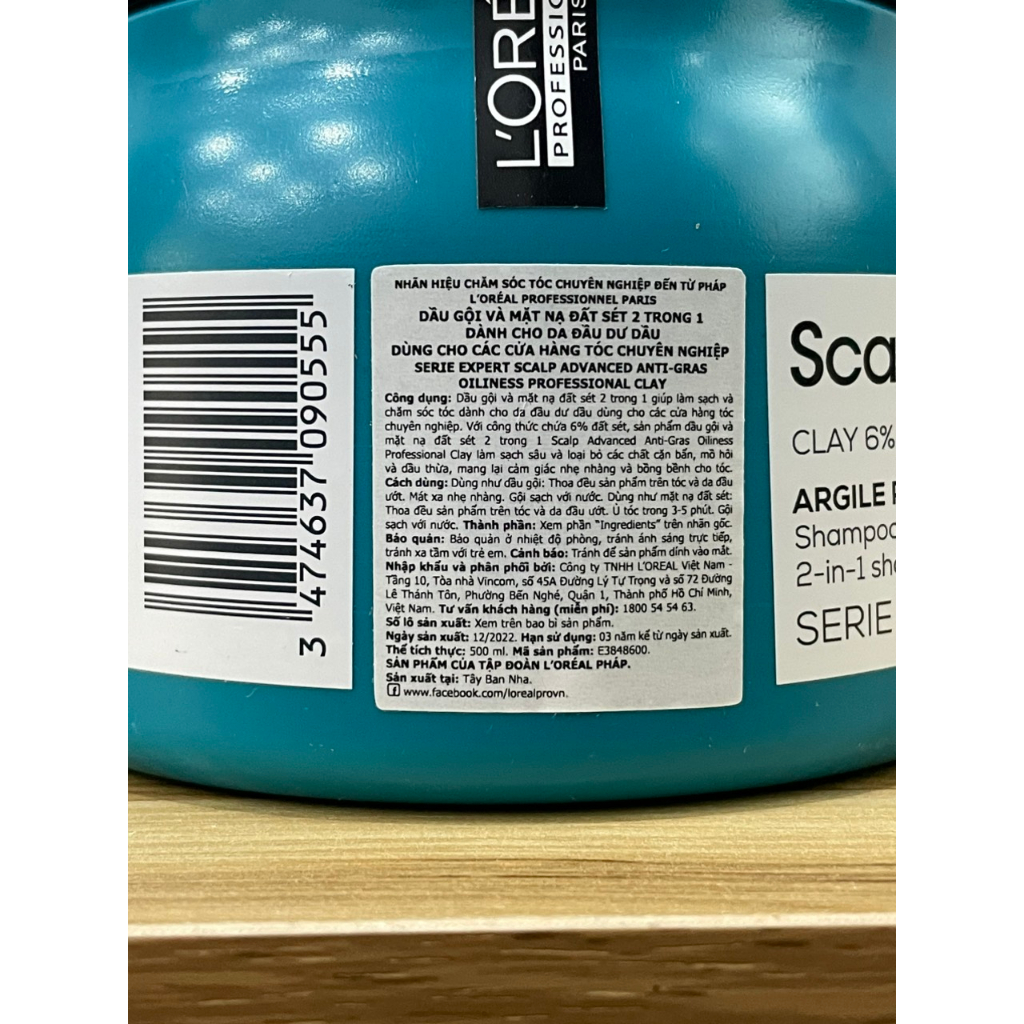 L'ORÉ
PROFESSIO
PARIS
3 474637 090555
NHÃN HIỆU CHĂM SÓC TÓC CHUYÊN NGHIỆP ĐẾN TỪ PHÁP
L'ORÉAL PROFESSIONNEL PARIS
DẦU GỘI VÀ MẶT NẠ ĐẤT SÉT 2 TRONG 1
DÀNH CHO DA ĐẦU DƯ DẦU
DÙNG CHO CÁC CỬA HÀNG TÓC CHUYÊN NGHIỆP
SERIE EXPERT SCALP ADVANCED ANTI-GRAS
OILINESS PROFESSIONAL CLAY
Công dụng: Dầu gội và mặt nạ đất sét 2 trong 1 giúp làm sạch và
chăm sóc tóc dành cho da đầu dư dầu dùng cho các cửa hàng tóc
chuyên nghiệp. Với công thức chứa 6% đất sét, sản phẩm dầu gội và
mặt nạ đất sét 2 trong 1 Scalp Advanced Anti-Gras Oiliness
Professional Clay làm sạch sâu và loại bỏ các chất cặn bẩn, mồ hôi
và dầu thừa, mang lại cảm giác nhẹ nhàng và bồng bềnh cho tóc.
Cách dùng: Dùng như dầu gội: Thoa đều sản phẩm trên tóc và da đầu
ướt. Mát xa nhẹ nhàng. Gội sạch với nước. Dùng như mặt nạ đất sét:
Thoa đều sản phẩm trên tóc và da đầu ướt. Ủ tóc trong 3-5 phút. Gội
sạch với nước. Thành phần: Xem phần "Ingredients" trên nhãn gốc.
Bảo quản: Bảo quản ở nhiệt độ phòng, tránh ánh sáng trực tiếp,
tránh xa tầm với trẻ em. Cảnh báo: Tránh để sản phẩm dính vào mắt.
Nhập khẩu và phân phối bởi: Công ty TNHH L'OREAL Việt Nam -
Tầng 10, Tòa nhà Vincom, số 45A Đường Lý Tự Trọng và số 72 Đường
Lê Thánh Tôn, Phường Bến Nghé, Quận 1, Thành phố Hồ Chí Minh,
Việt Nam. Tư vấn khách hàng (miễn phí): 1800 54 54 63.
Số lô sản xuất: Xem trên bao bì sản phẩm.
Ngày sản xuất: 12/2022. Hạn sử dụng: 03 năm kể từ ngày sản xuất.
Thể tích thực: 500 ml. Mã sản phẩm: E3848600.
SẢN PHẨM CỦA TẬP ĐOÀN L'ORÉAL PHÁP.
Sản xuất tại: Tây Ban Nha.
www.facebook.com/lorealprovn.
Sca
CLAY 6%
ARGILE
Shampoo
2-in-1 sh
SERIE